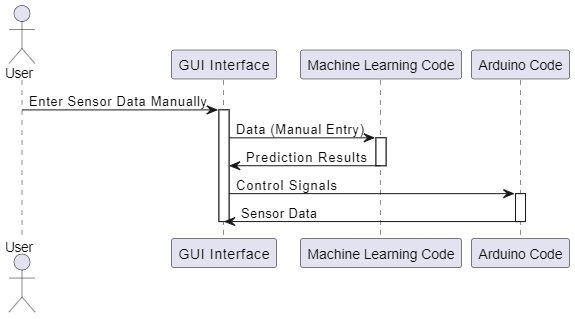 User
GUI Interface
Machine Learning Code
Arduino Code
Enter Sensor Data Manually
Data (Manual Entry)
Prediction Results
Control Signals
Sensor Data
User
GUI Interface
Machine Learning Code
Arduino Code